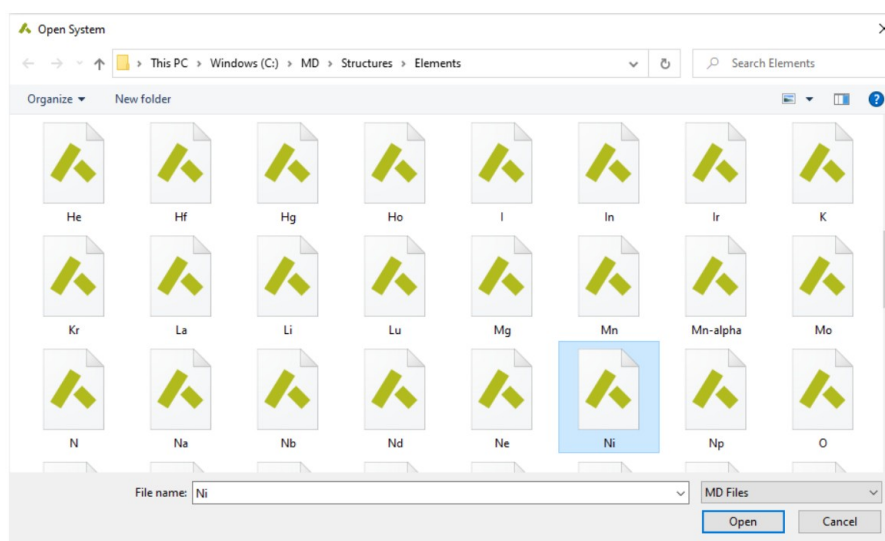 Open System
This PC > Windows (C:) > MD > Structures > Elements
Search Elements
Organize
New folder
He Hf Hg Ho I In Ir K
Kr La Li Lu Mg Mn Mn-alpha Mo
N Na Nb Nd Ne Ni Np O
File name: Ni
MD Files
Open Cancel